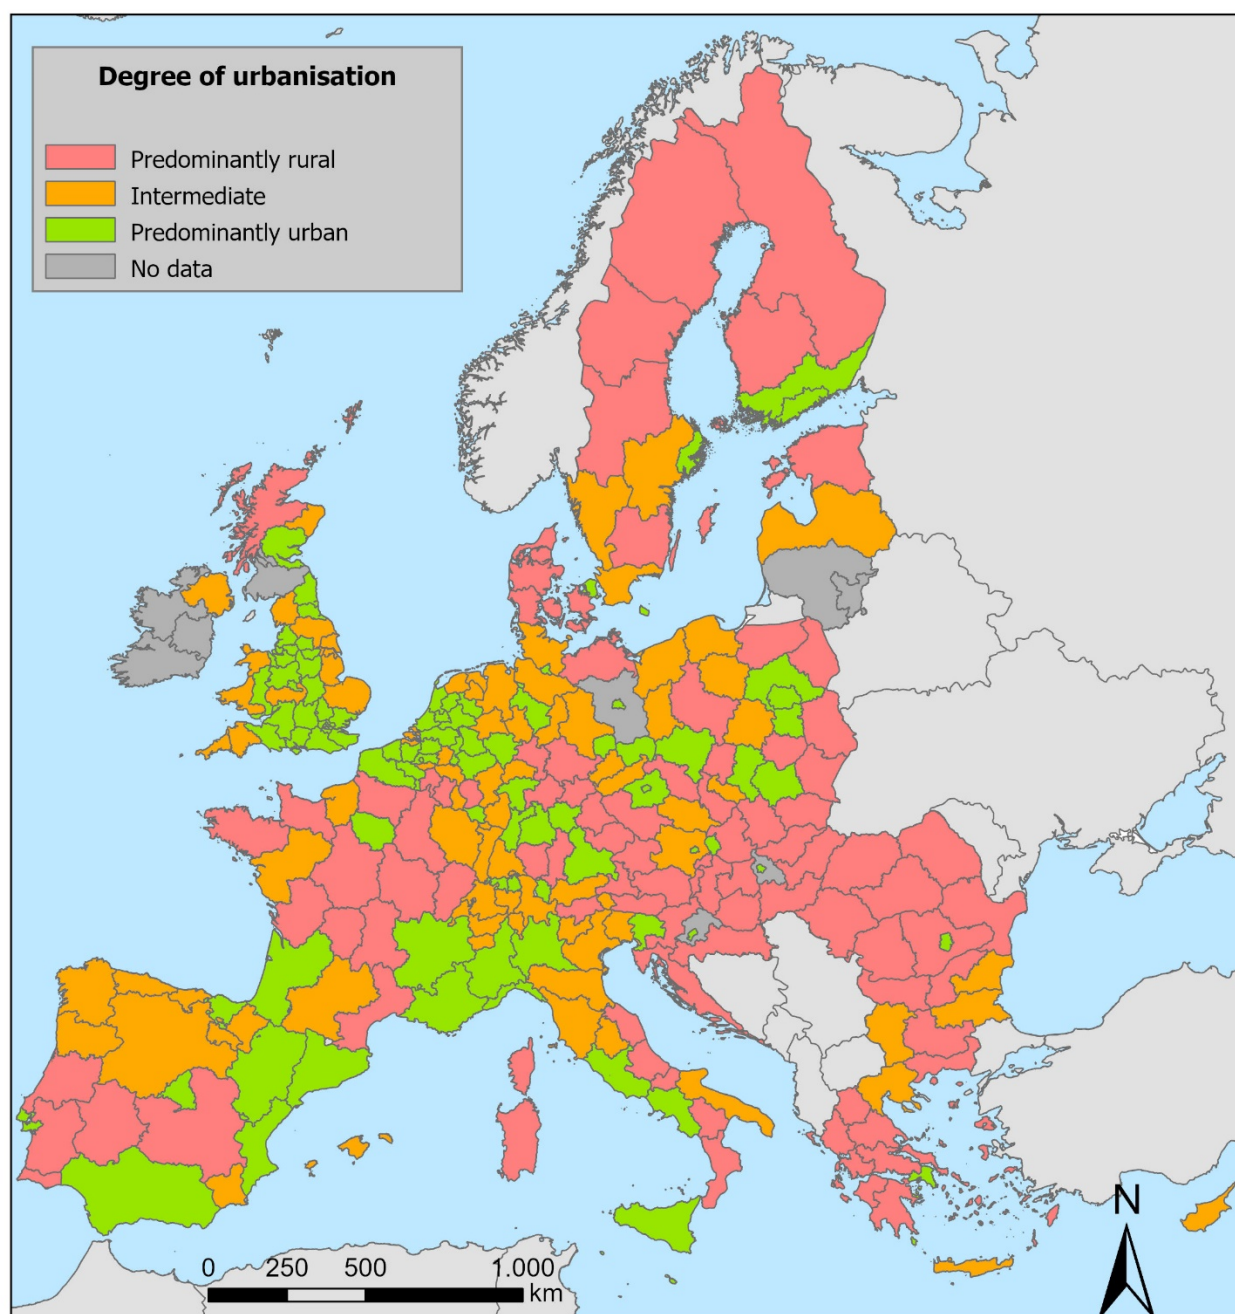 Degree of urbanisation
Predominantly rural
Intermediate
Predominantly urban
No data
N
0 250 500 1.000
km